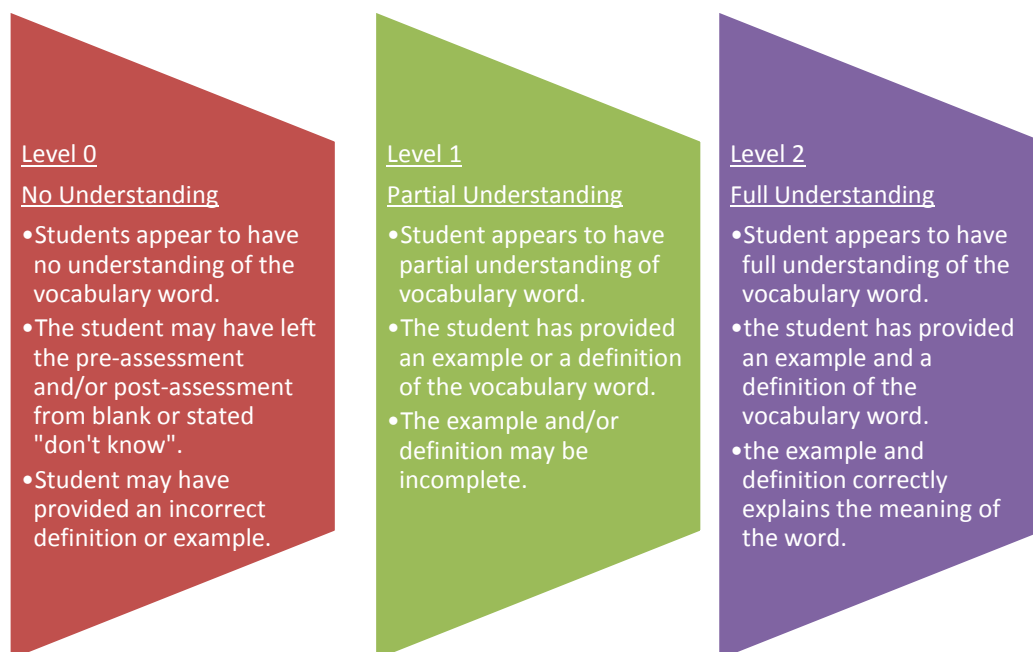 Level 0
No Understanding
•Students appear to have
no understanding of the
vocabulary word.
•The student may have left
the pre-assessment
and/or post-assessment
from blank or stated
"don't know".
•Student may have
provided an incorrect
definition or example.
Level 1
Partial Understanding
•Student appears to have
partial understanding of
vocabulary word.
•The student has provided
an example or a definition
of the vocabulary word.
•The example and/or
definition may be
incomplete.
Level 2
Full Understanding
•Student appears to have
full understanding of the
vocabulary word.
•the student has provided
an example and a
definition of the
vocabulary word.
•the example and
definition correctly
explains the meaning of
the word.